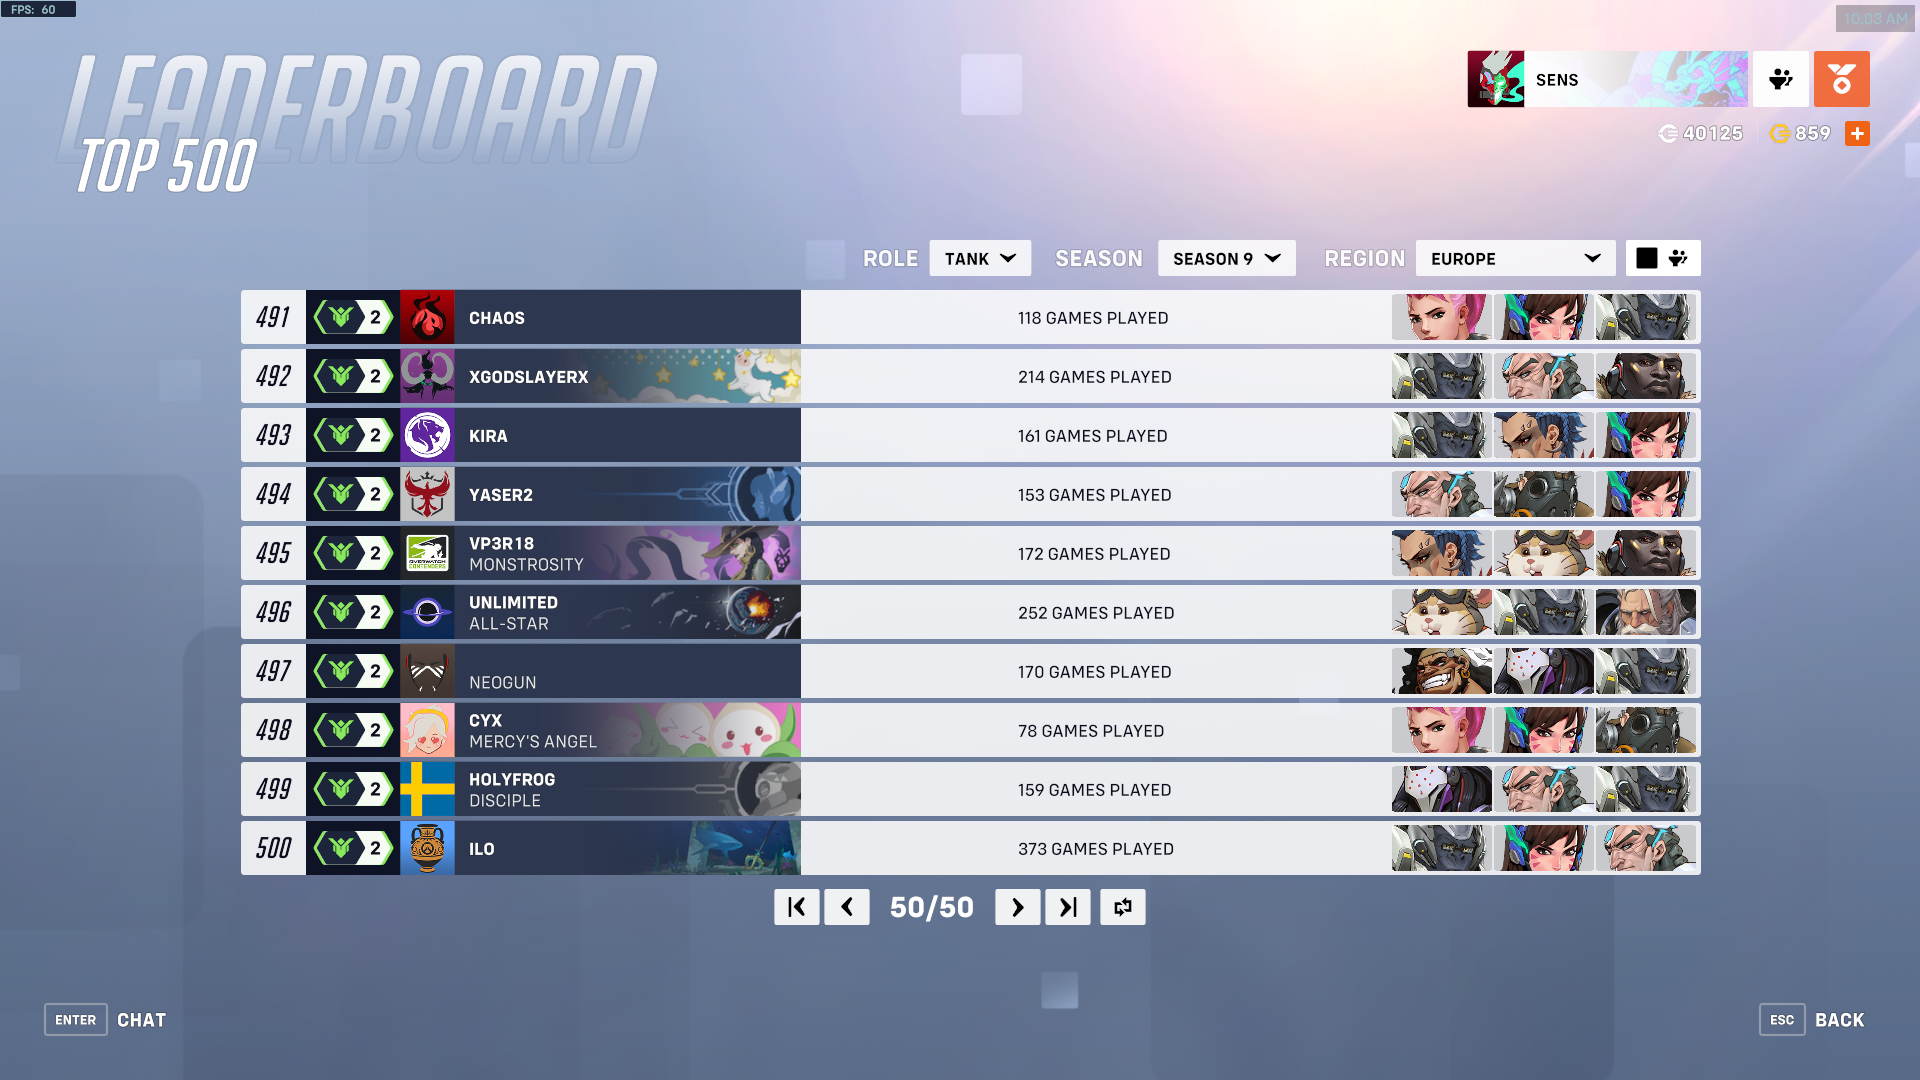 FPS: 60
10:03 AM
LEADERBOARD
TOP 500
SENS
40125
859
ROLE
TANK
SEASON
SEASON 9
REGION
EUROPE
491 2 CHAOS 118 GAMES PLAYED
492 2 XGODSLAYERX 214 GAMES PLAYED
493 2 KIRA 161 GAMES PLAYED
494 2 YASER2 153 GAMES PLAYED
495 2 VP3R18 172 GAMES PLAYED
MONSTROSITY
OVERWATCH
CONTENDERS
496 2 UNLIMITED 252 GAMES PLAYED
ALL-STAR
497 2 170 GAMES PLAYED
NEOGUN
498 2 CYX 78 GAMES PLAYED
MERCY'S ANGEL
499 2 HOLYFROG 159 GAMES PLAYED
DISCIPLE
500 2 ILO 373 GAMES PLAYED
50/50
ENTER CHAT
ESC BACK